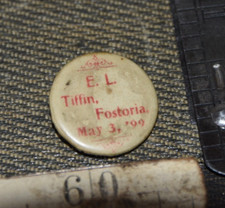 E. L.
Tiffin,
Fostoria.
May 3, '99
60